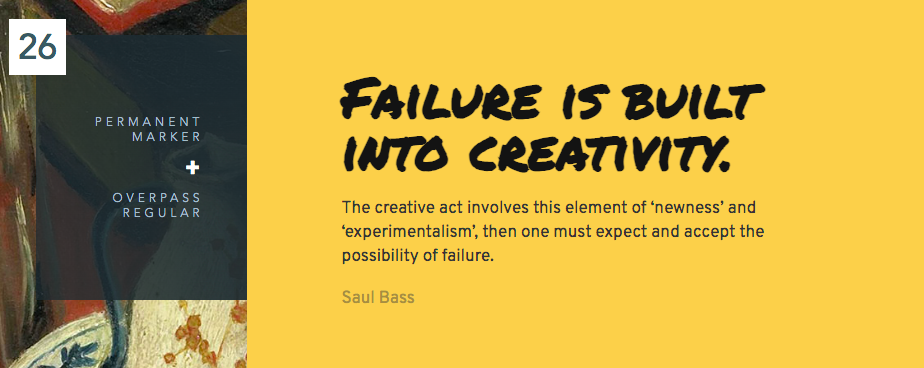 26
PERMANENT
MARKER
+
OVERPASS
REGULAR
FAILURE IS BUILT
INTO CREATIVITY.
The creative act involves this element of ‘newness’ and
‘experimentalism’, then one must expect and accept the
possibility of failure.
Saul Bass